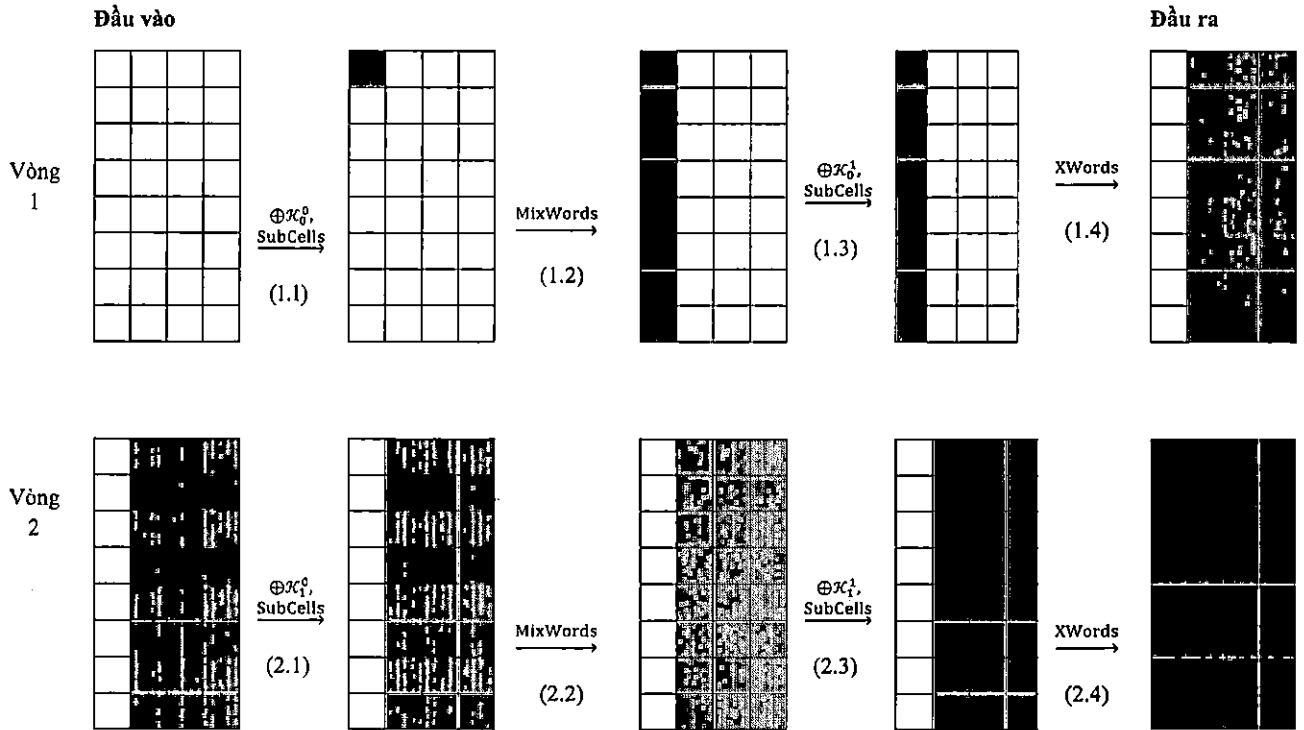 Đầu vào
Đầu ra
Vòng
1
⊕𝒦₀⁰,
SubCells
(1.1)
MixWords
(1.2)
⊕𝒦₀¹,
SubCells
(1.3)
XWords
(1.4)
Vòng
2
⊕𝒦₁⁰,
SubCells
(2.1)
MixWords
(2.2)
⊕𝒦₁¹,
SubCells
(2.3)
XWords
(2.4)